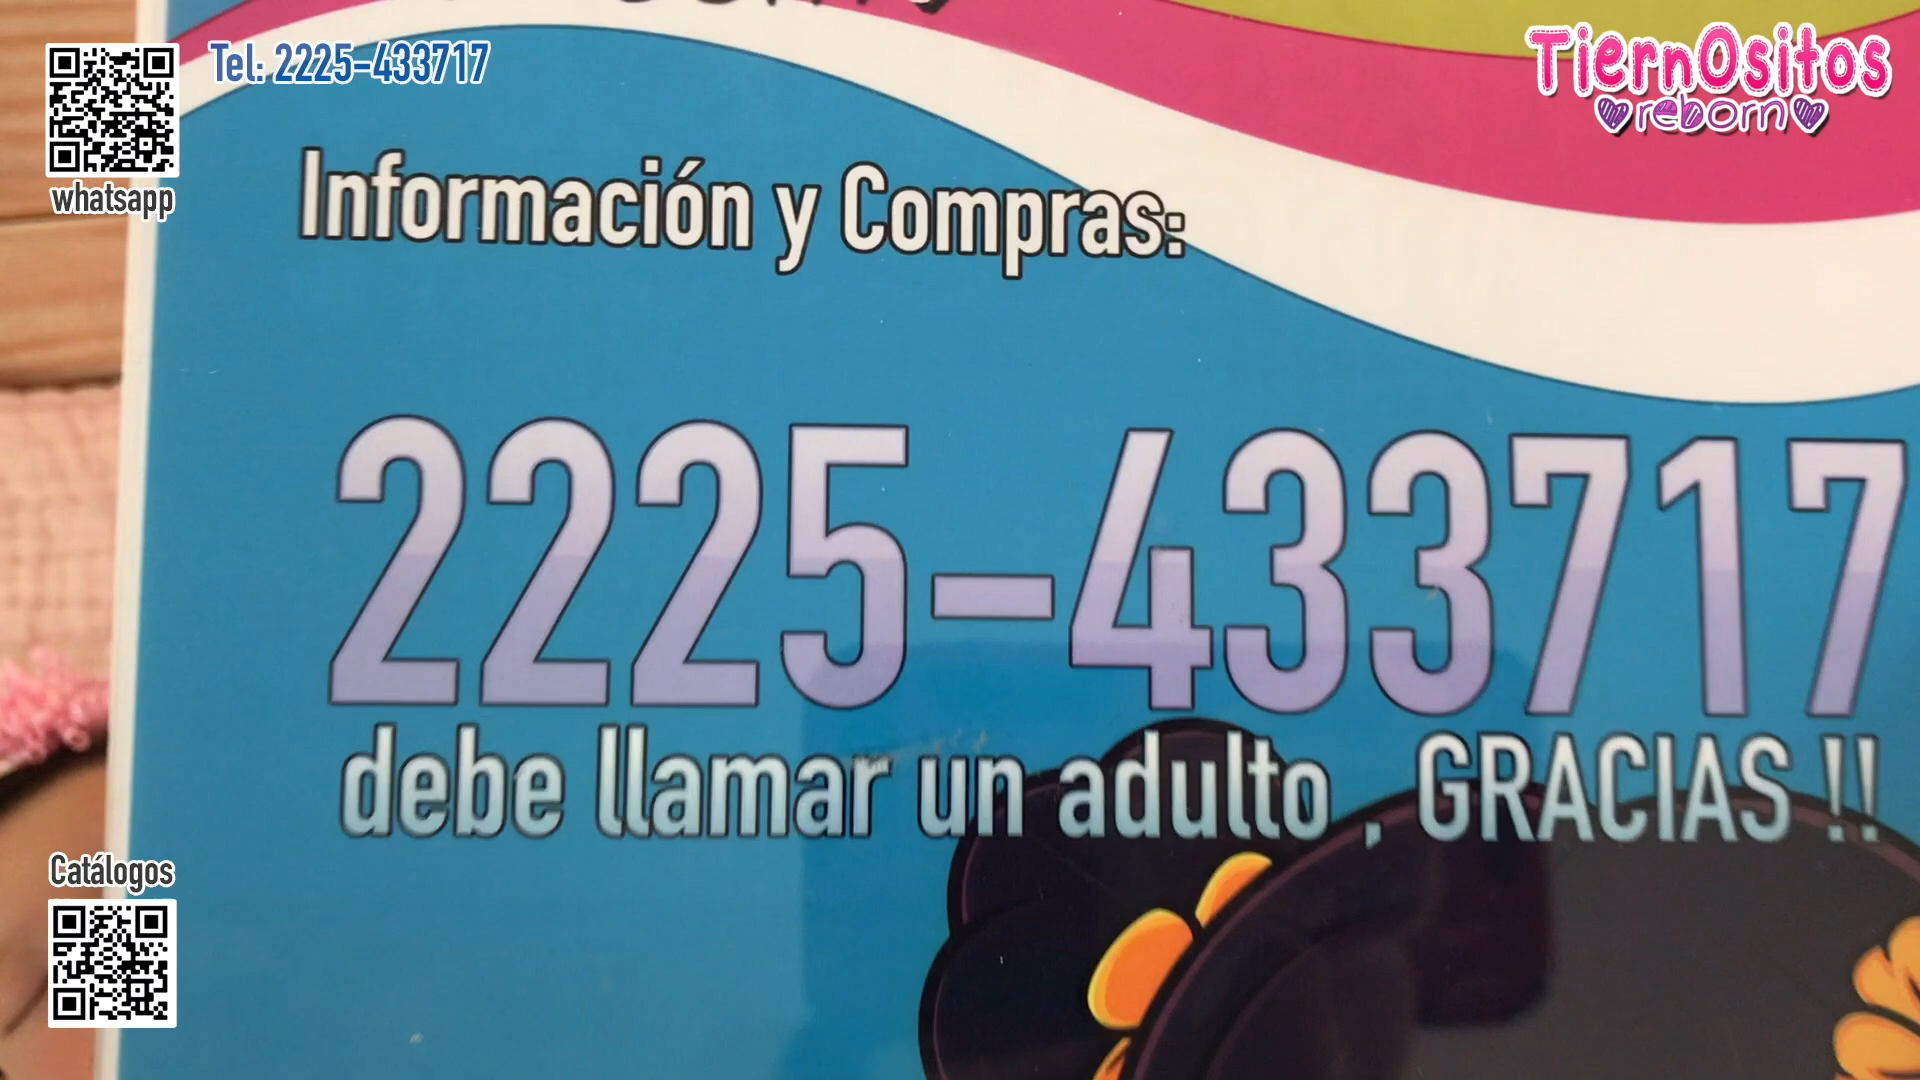 Tel: 2225-433717
TiernOsitos
reborn
whatsapp
Información y Compras:
2225-433717
debe llamar un adulto , GRACIAS !!
Catálogos